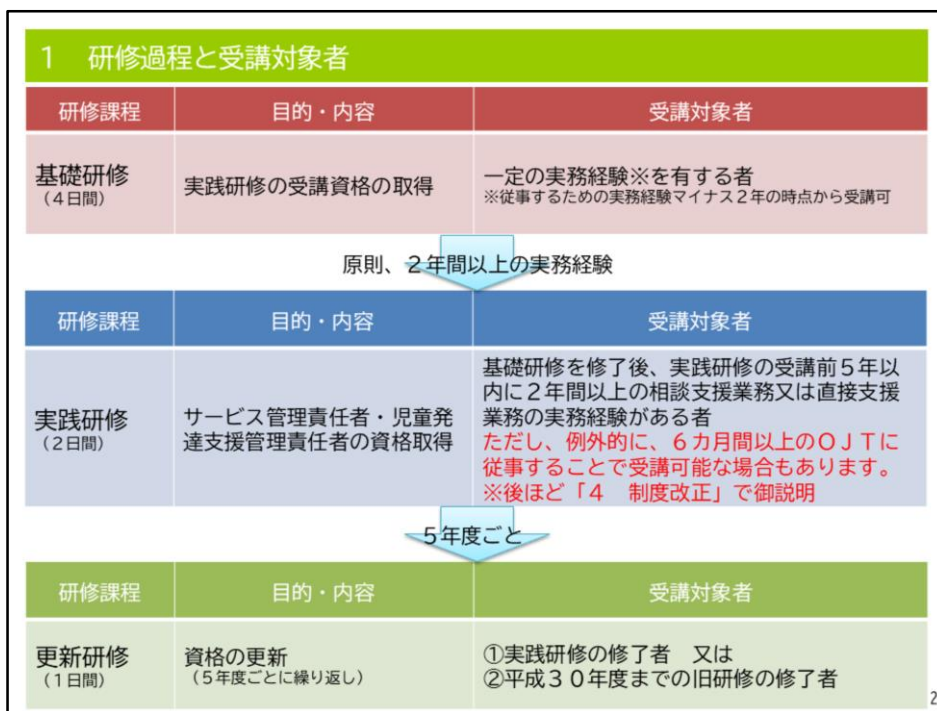 1　研修過程と受講対象者
研修課程　目的・内容　受講対象者
基礎研修
（４日間）
実践研修の受講資格の取得
一定の実務経験※を有する者
※従事するための実務経験マイナス２年の時点から受講可
原則、２年間以上の実務経験
研修課程　目的・内容　受講対象者
実践研修
（２日間）
サービス管理責任者・児童発
達支援管理責任者の資格取得
基礎研修を修了後、実践研修の受講前５年以
内に２年間以上の相談支援業務又は直接支援
業務の実務経験がある者
ただし、例外的に、６カ月間以上のＯＪＴに
従事することで受講可能な場合もあります。
※後ほど「４　制度改正」で御説明
５年度ごと
研修課程　目的・内容　受講対象者
更新研修
（１日間）
資格の更新
（５年度ごとに繰り返し）
①実践研修の修了者　又は
②平成３０年度までの旧研修の修了者
2